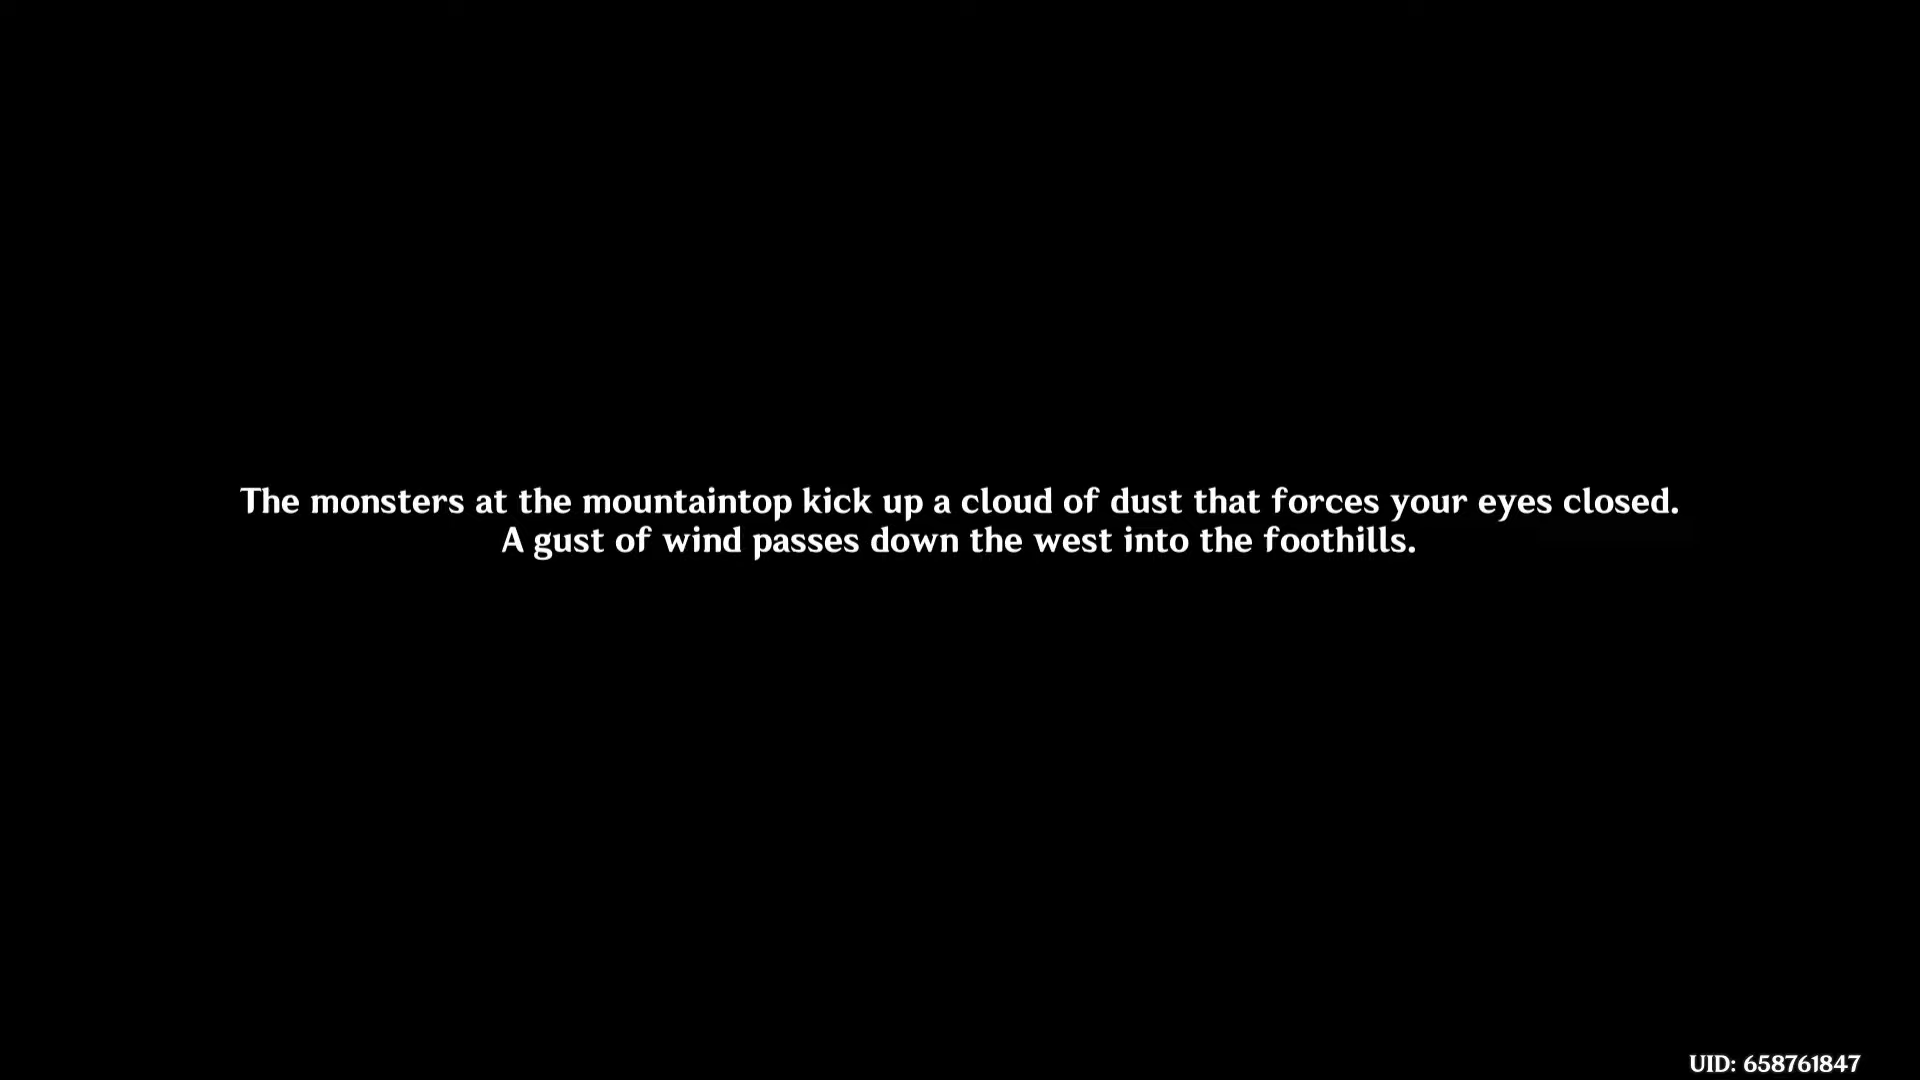 The monsters at the mountaintop kick up a cloud of dust that forces your eyes closed.
A gust of wind passes down the west into the foothills.
UID: 658761847